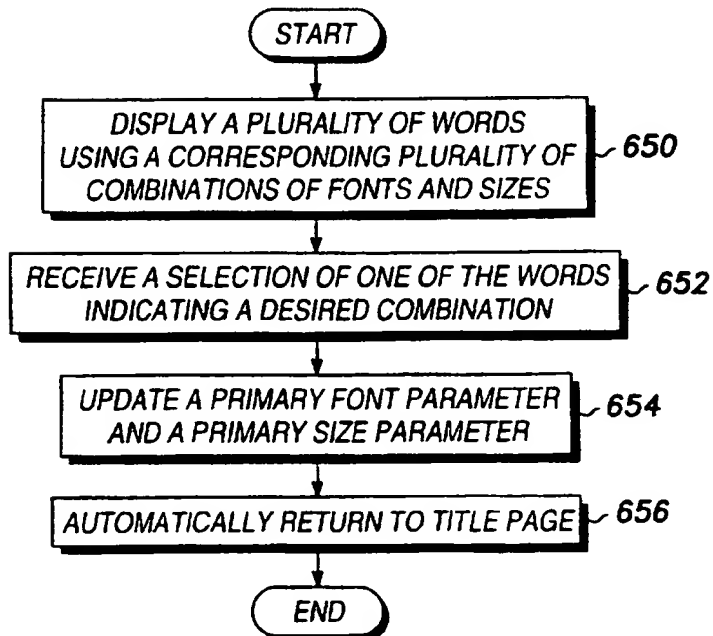 START
DISPLAY A PLURALITY OF WORDS
USING A CORRESPONDING PLURALITY OF
COMBINATIONS OF FONTS AND SIZES
650
RECEIVE A SELECTION OF ONE OF THE WORDS
INDICATING A DESIRED COMBINATION
652
UPDATE A PRIMARY FONT PARAMETER
AND A PRIMARY SIZE PARAMETER
654
AUTOMATICALLY RETURN TO TITLE PAGE
656
END